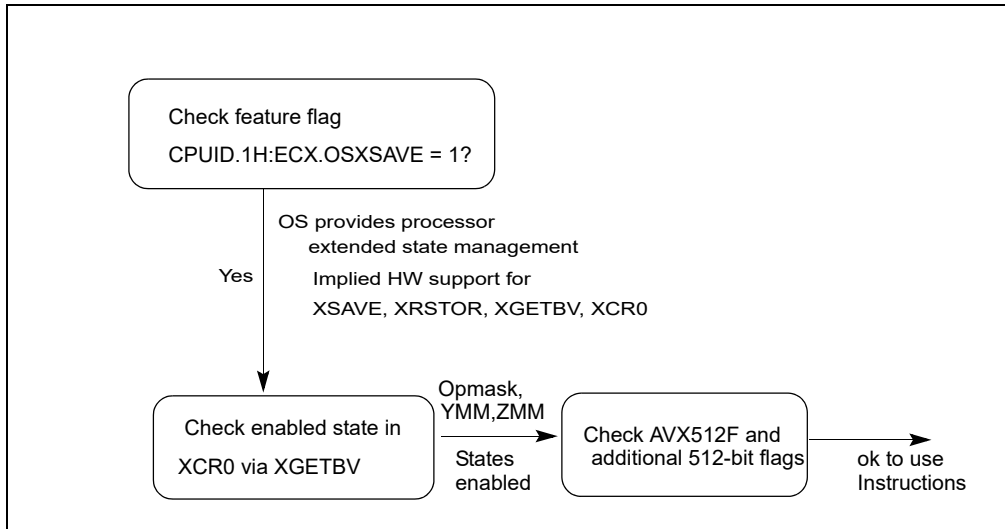 Check feature flag
CPUID.1H:ECX.OSXSAVE = 1?
OS provides processor
extended state management
Yes
Implied HW support for
XSAVE, XRSTOR, XGETBV, XCR0
Check enabled state in
XCR0 via XGETBV
Opmask,
YMM,ZMM
States
enabled
Check AVX512F and
additional 512-bit flags
ok to use
Instructions